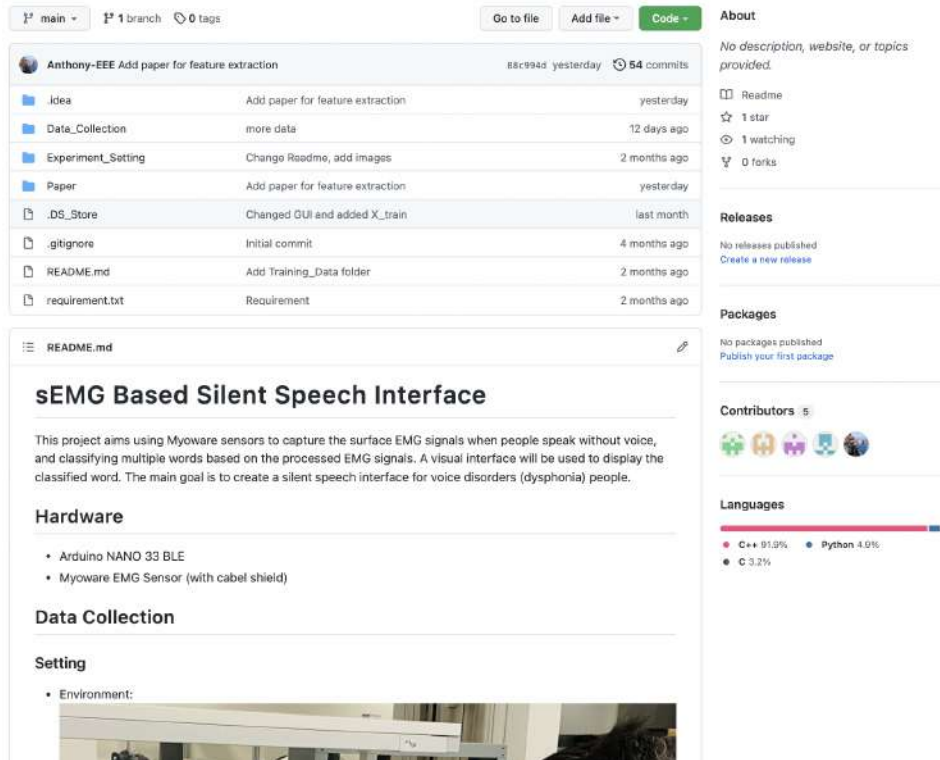 main
1 branch
0 tags
Go to file
Add file
Code
Anthony-EEE Add paper for feature extraction
88c994d yesterday
54 commits
.idea Add paper for feature extraction yesterday
Data_Collection more data 12 days ago
Experiment_Setting Change Readme, add images 2 months ago
Paper Add paper for feature extraction yesterday
.DS_Store Changed GUI and added X_train last month
.gitignore Initial commit 4 months ago
README.md Add Training_Data folder 2 months ago
requirement.txt Requirement 2 months ago
README.md
sEMG Based Silent Speech Interface
This project aims using Myoware sensors to capture the surface EMG signals when people speak without voice,
and classifying multiple words based on the processed EMG signals. A visual interface will be used to display the
classified word. The main goal is to create a silent speech interface for voice disorders (dysphonia) people.
Hardware
• Arduino NANO 33 BLE
• Myoware EMG Sensor (with cabel shield)
Data Collection
Setting
• Environment:
About
No description, website, or topics
provided.
Readme
1 star
1 watching
0 forks
Releases
No releases published
Create a new release
Packages
No packages published
Publish your first package
Contributors 5
Languages
C++ 91.9% Python 4.9%
C 3.2%